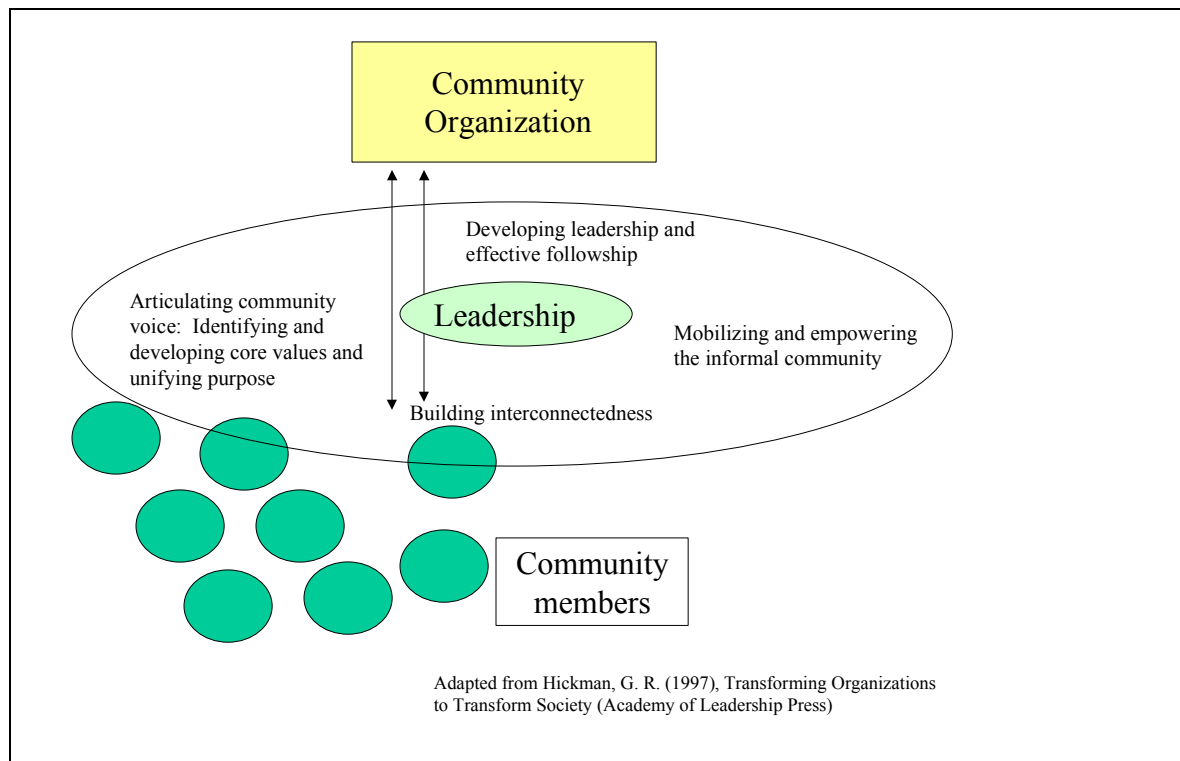 Community
Organization
Developing leadership and
effective followship
Articulating community
voice: Identifying and
developing core values and
unifying purpose
Leadership
Mobilizing and empowering
the informal community
Building interconnectedness
Community
members
Adapted from Hickman, G. R. (1997), Transforming Organizations
to Transform Society (Academy of Leadership Press)